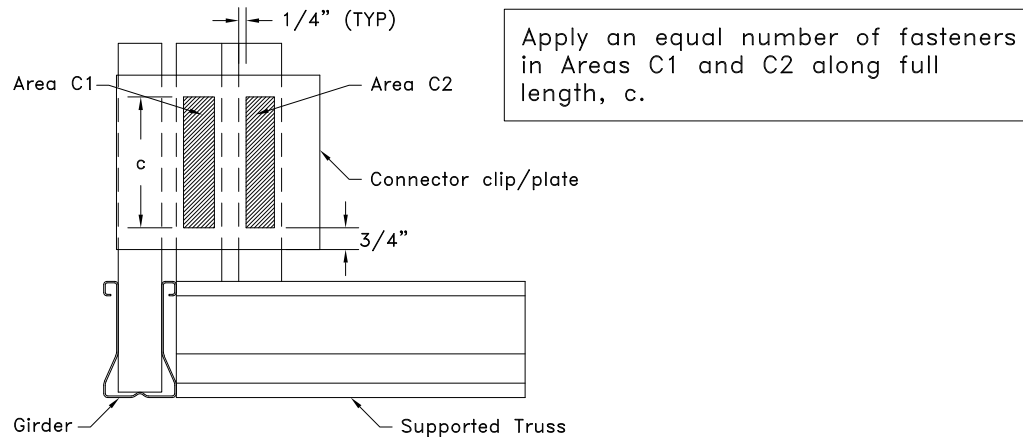 1/4" (TYP)
Apply an equal number of fasteners
in Areas C1 and C2 along full
length, c.
Area C1
Area C2
c
Connector clip/plate
3/4"
Girder
Supported Truss